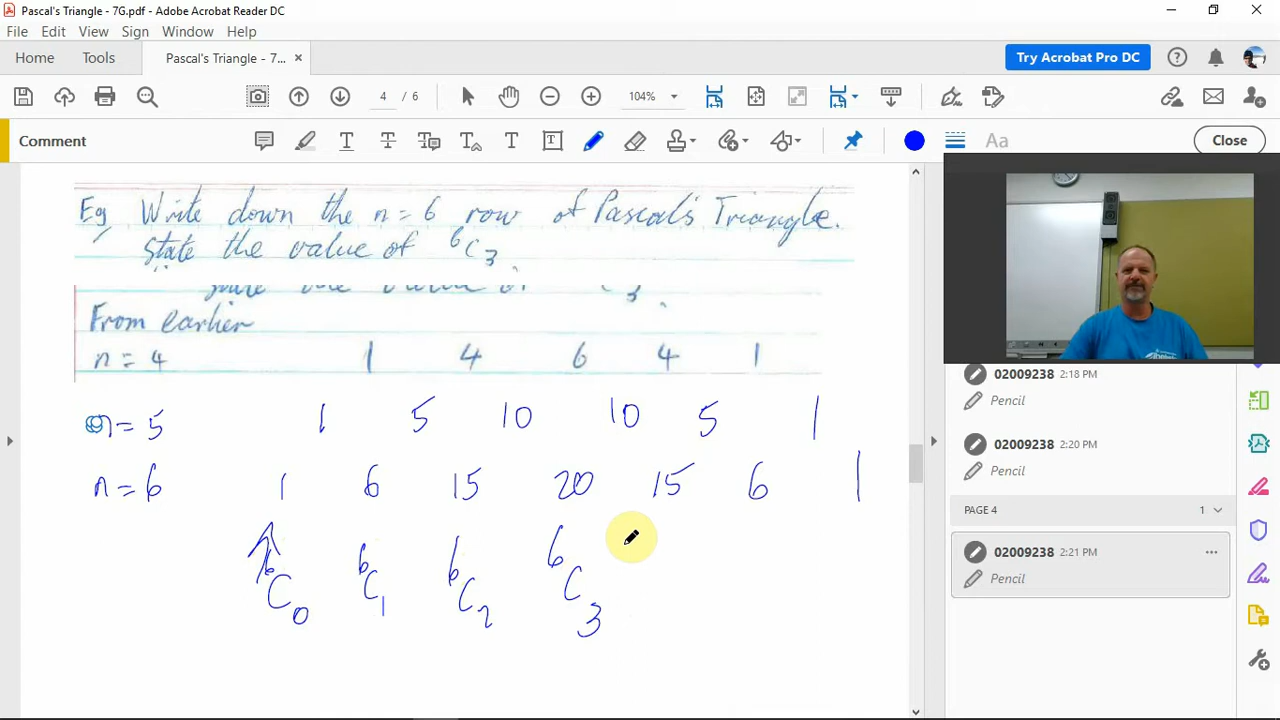 Pascal's Triangle - 7G.pdf - Adobe Acrobat Reader DC
File Edit View Sign Window Help
Home Tools Pascal's Triangle - 7... × Try Acrobat Pro DC
4 / 6 104%
Comment Aa Close
Eg Write down the n = 6 row of Pascal's Triangle.
State the value of ⁶C₃.
From earlier
n = 4 1 4 6 4 1
n = 5 1 5 10 10 5 1
n = 6 1 6 15 20 15 6 1
⁶C₀ ⁶C₁ ⁶C₂ ⁶C₃
02009238 2:18 PM
Pencil
02009238 2:20 PM
Pencil
PAGE 4 1
02009238 2:21 PM
Pencil